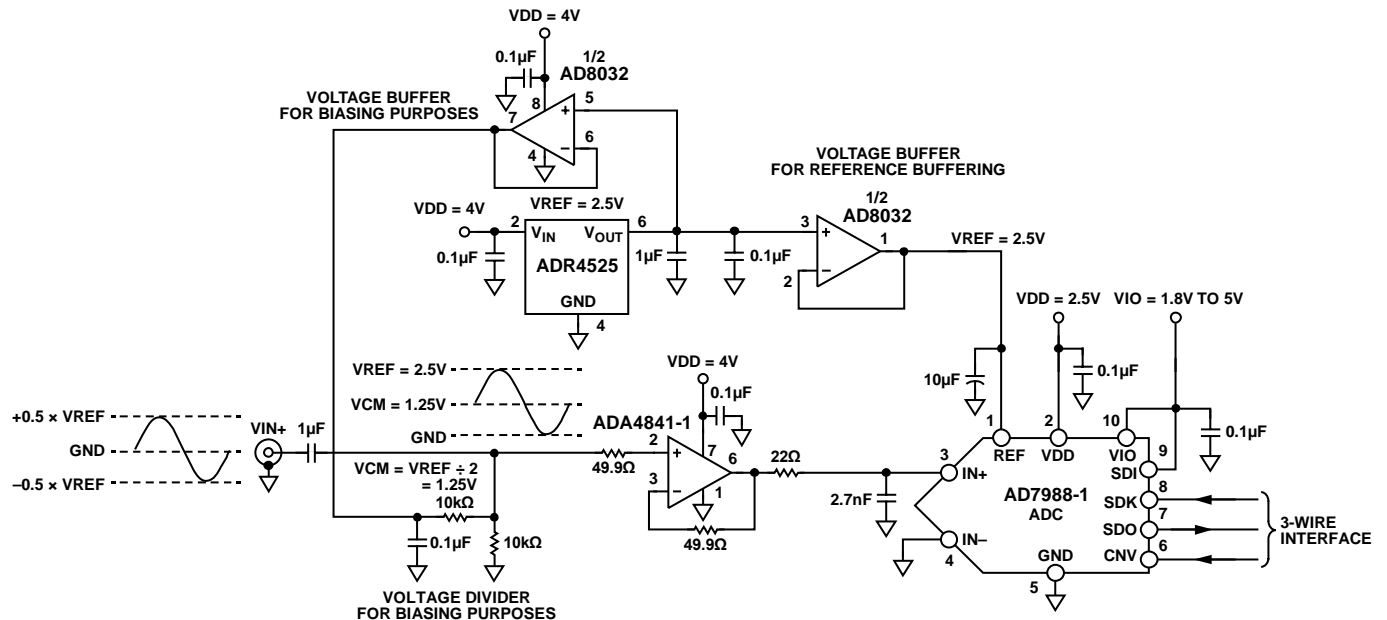 VDD = 4V
0.1µF
1/2
AD8032
VOLTAGE BUFFER
FOR BIASING PURPOSES
8
5
7
+
6
4
−
VOLTAGE BUFFER
FOR REFERENCE BUFFERING
1/2
AD8032
VDD = 4V
VREF = 2.5V
2
VIN
VOUT
6
3
+
1
VREF = 2.5V
0.1µF
ADR4525
1µF
0.1µF
−
2
GND
4
VDD = 2.5V
VIO = 1.8V TO 5V
VDD = 4V
VREF = 2.5V
10µF
0.1µF
+0.5 × VREF
VCM = 1.25V
0.1µF
VIN+
1µF
GND
ADA4841-1
1
2
10
0.1µF
GND
2
+
7
6
22Ω
3
REF
VDD
VIO
9
49.9Ω
IN+
SDI
−0.5 × VREF
VCM = VREF ÷ 2
= 1.25V
3
−
1
2.7nF
AD7988-1
ADC
SDK
8
10kΩ
SDO
7
3-WIRE
INTERFACE
0.1µF
10kΩ
49.9Ω
IN−
4
GND
CNV
6
5
VOLTAGE DIVIDER
FOR BIASING PURPOSES